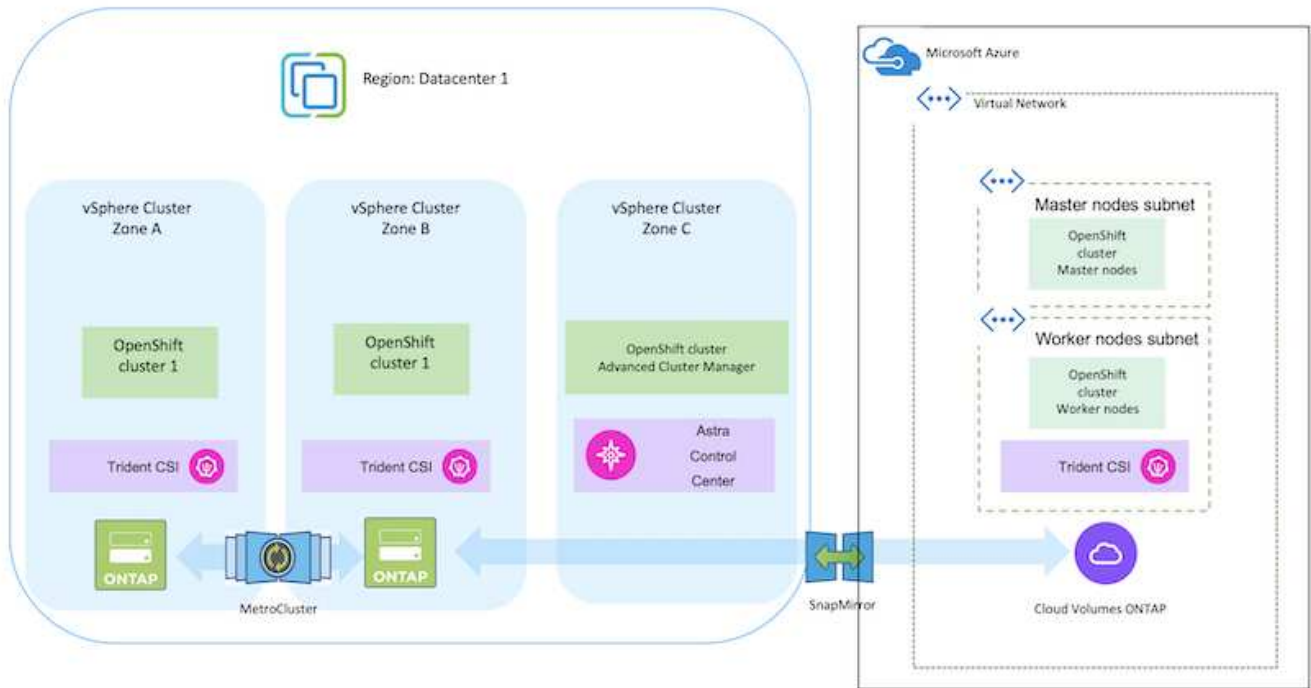 Region: Datacenter 1
vSphere Cluster
Zone A
OpenShift
cluster 1
Trident CSI
ONTAP
MetroCluster
vSphere Cluster
Zone B
OpenShift
cluster 1
Trident CSI
ONTAP
vSphere Cluster
Zone C
OpenShift cluster
Advanced Cluster Manager
Astra
Control
Center
SnapMirror
Microsoft Azure
Virtual Network
Master nodes subnet
OpenShift
cluster
Master nodes
Worker nodes subnet
OpenShift
cluster
Worker nodes
Trident CSI
Cloud Volumes ONTAP